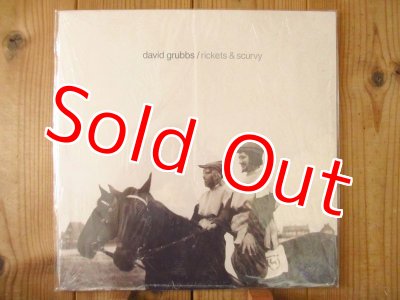 david grubbs / rickets & scurvy
Sold Out